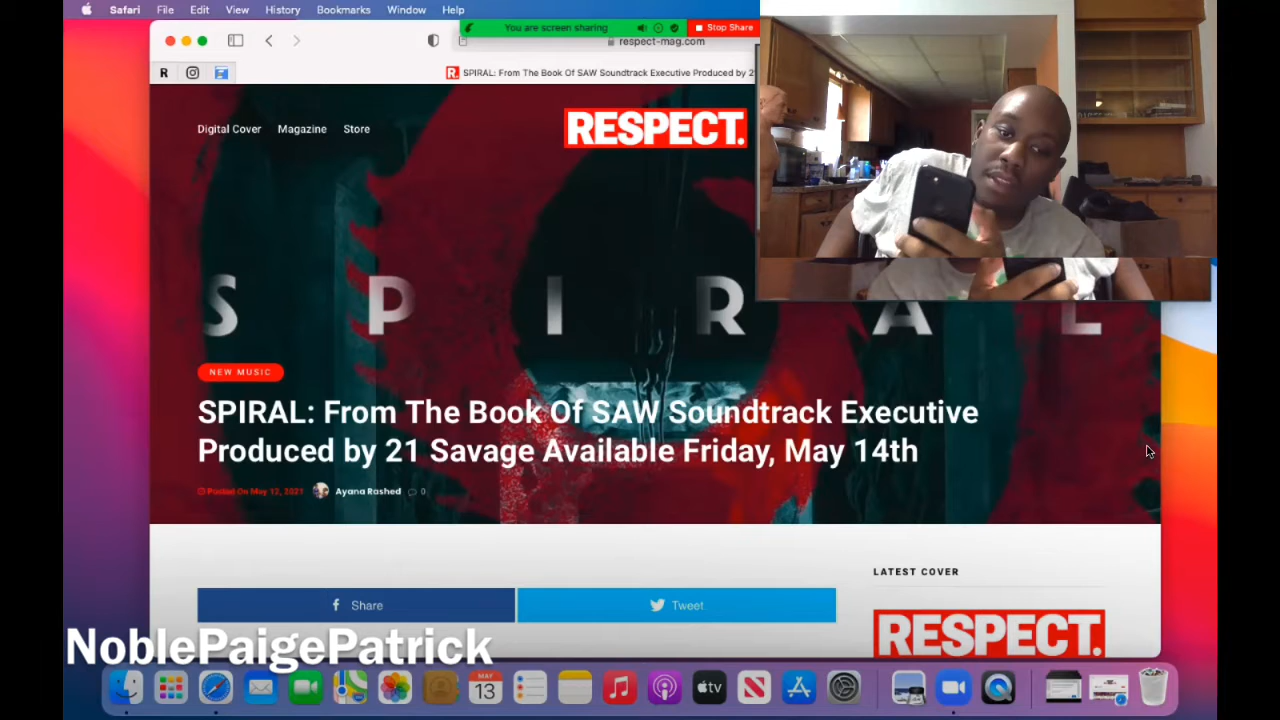 Safari File Edit View History Bookmarks Window Help
You are screen sharing
Stop Share
respect-mag.com
R
R. SPIRAL: From The Book Of SAW Soundtrack Executive Produced by 2
Digital Cover Magazine Store
RESPECT.
SPIRAL
NEW MUSIC
SPIRAL: From The Book Of SAW Soundtrack Executive
Produced by 21 Savage Available Friday, May 14th
Posted On May 12, 2021 Ayana Rashed 0
LATEST COVER
Share
Tweet
RESPECT.
NoblePaigePatrick
MAY
13
tv